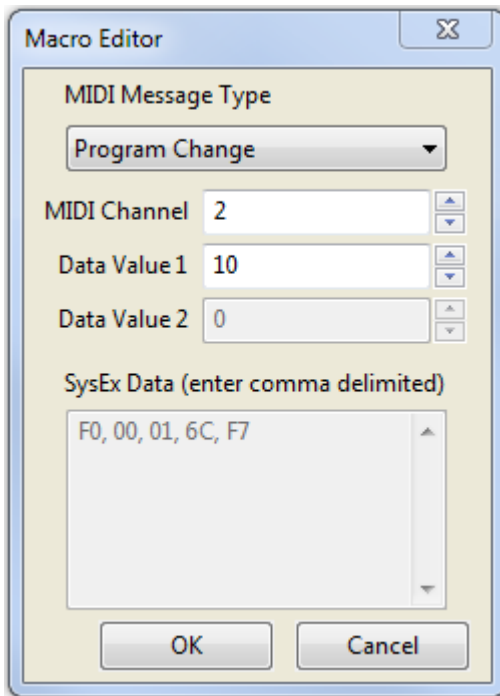 Macro Editor
MIDI Message Type
Program Change
MIDI Channel 2
Data Value 1 10
Data Value 2 0
SysEx Data (enter comma delimited)
F0, 00, 01, 6C, F7
OK Cancel